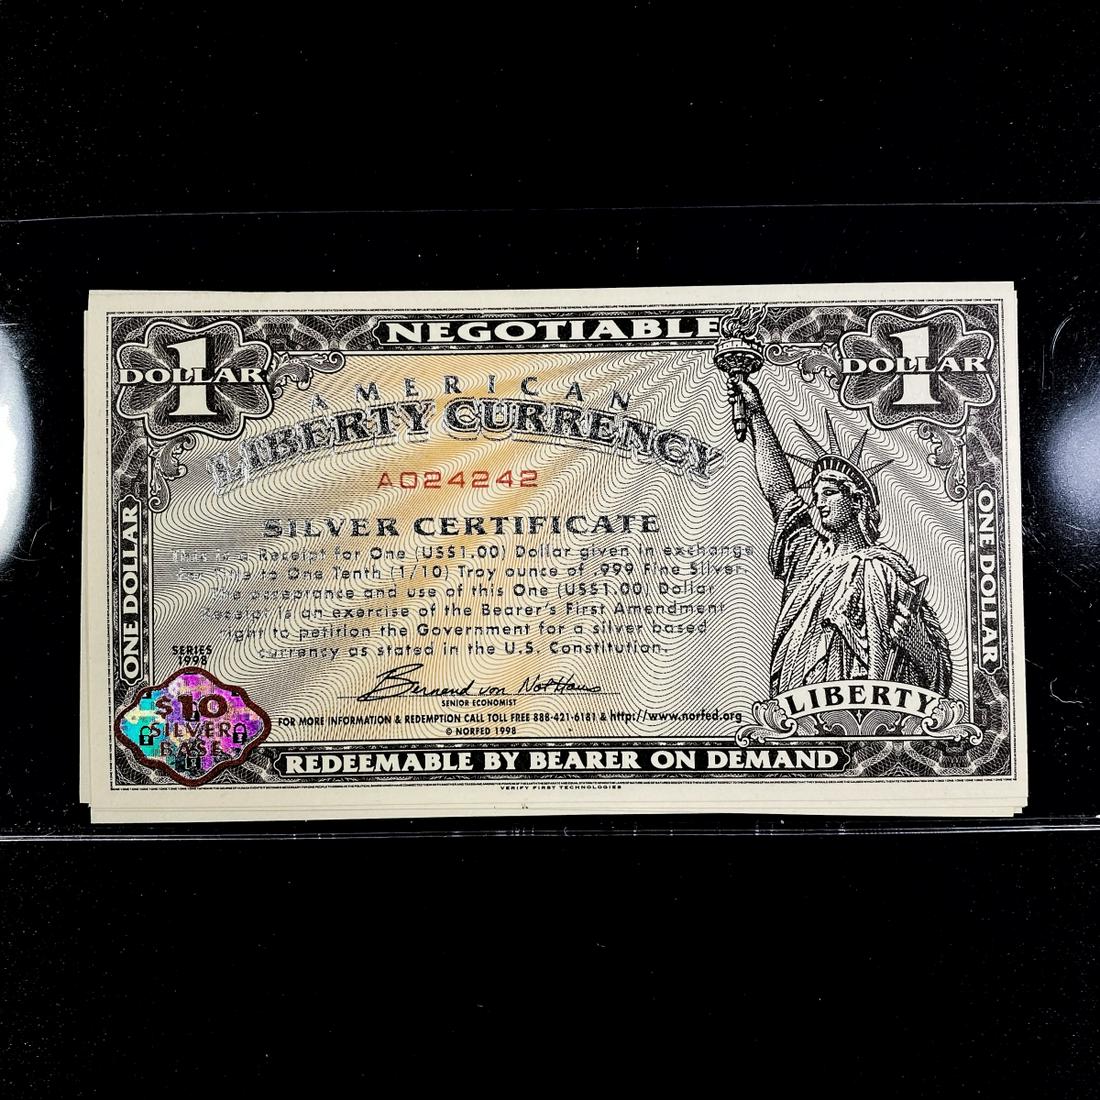 NEGOTIABLE
1
DOLLAR
1
DOLLAR
AMERICAN
LIBERTY CURRENCY
A024242
SILVER CERTIFICATE
This is a Receipt for One (US$1.00) Dollar given in exchange
for Title to One Tenth (1/10) Troy ounce of .999 Fine Silver.
The acceptance and use of this One (US$1.00) Dollar
Receipt is an exercise of the Bearer's First Amendment
right to petition the Government for a silver based
currency as stated in the U.S. Constitution.
ONE DOLLAR
ONE DOLLAR
SERIES
1998
Bernard von NotHaus
SENIOR ECONOMIST
LIBERTY
$10
SILVER
BASE
FOR MORE INFORMATION & REDEMPTION CALL TOLL FREE 888-421-6181 & http://www.norfed.org
© NORFED 1998
REDEEMABLE BY BEARER ON DEMAND
VERIFY FIRST TECHNOLOGIES